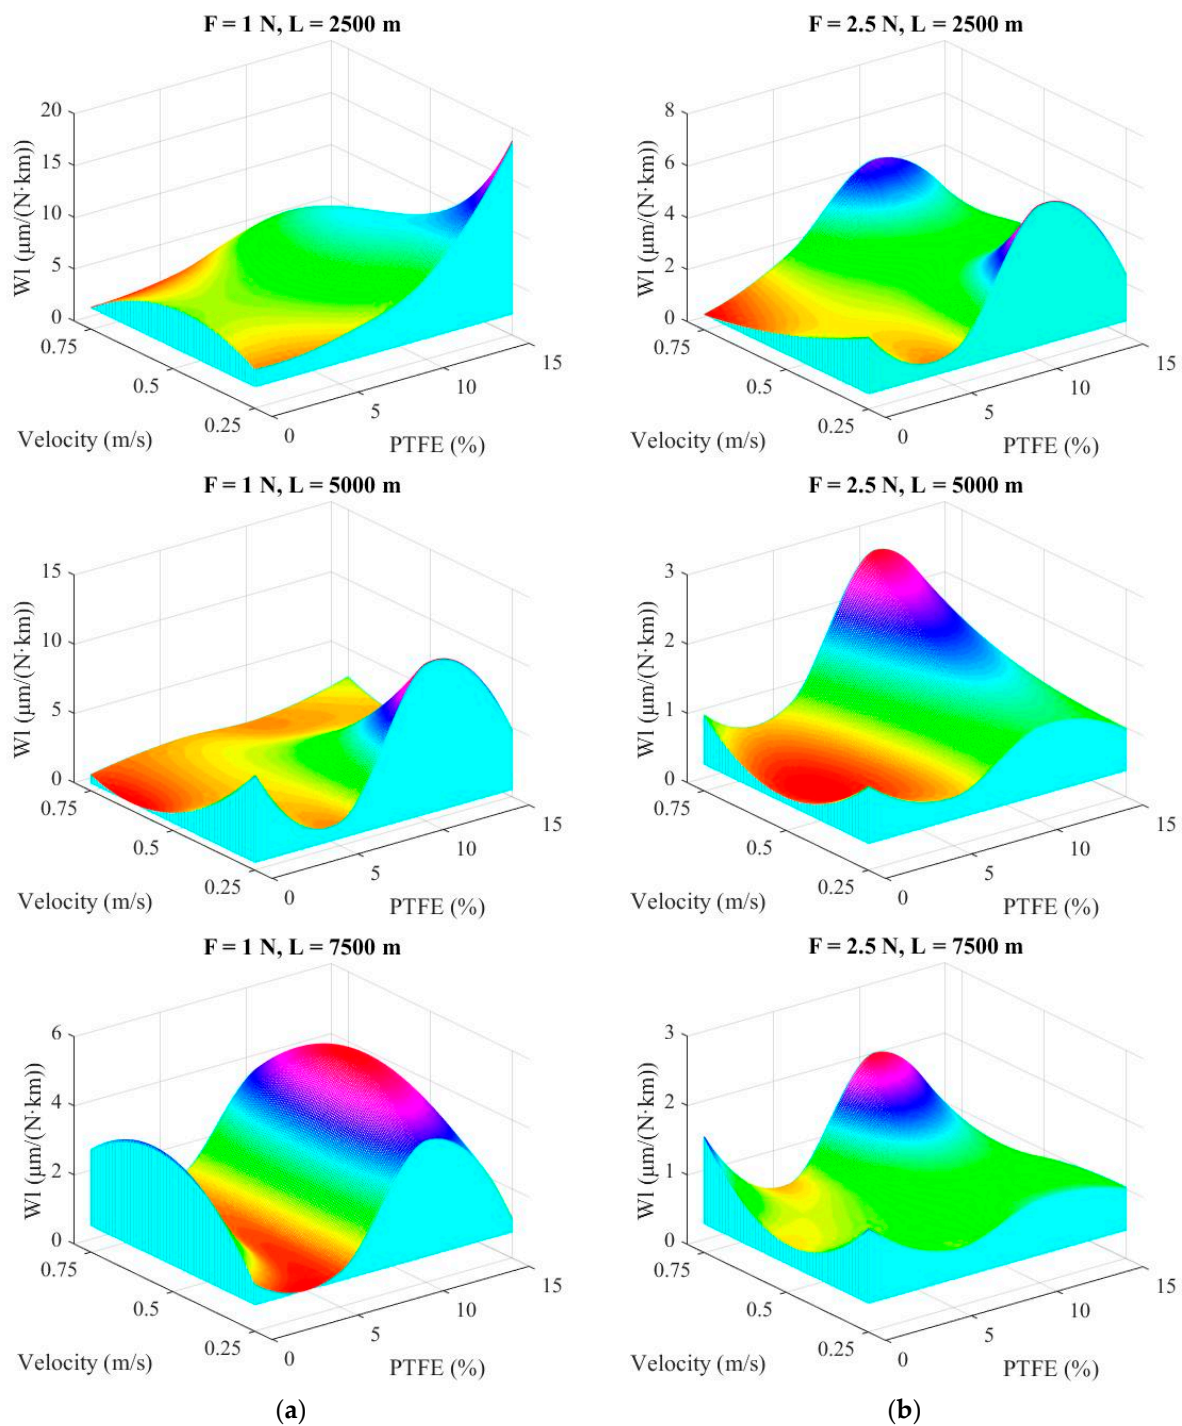 F = 1 N, L = 2500 m
20
15
10
5
0
WI (μm/(N·km))
0.75
0.5
0.25
Velocity (m/s)
0
5
10
15
PTFE (%)
F = 2.5 N, L = 2500 m
8
6
4
2
0
WI (μm/(N·km))
0.75
0.5
0.25
Velocity (m/s)
0
5
10
15
PTFE (%)
F = 1 N, L = 5000 m
15
10
5
0
WI (μm/(N·km))
0.75
0.5
0.25
Velocity (m/s)
0
5
10
15
PTFE (%)
F = 2.5 N, L = 5000 m
3
2
1
0
WI (μm/(N·km))
0.75
0.5
0.25
Velocity (m/s)
0
5
10
15
PTFE (%)
F = 1 N, L = 7500 m
6
4
2
0
WI (μm/(N·km))
0.75
0.5
0.25
Velocity (m/s)
0
5
10
15
PTFE (%)
F = 2.5 N, L = 7500 m
3
2
1
0
WI (μm/(N·km))
0.75
0.5
0.25
Velocity (m/s)
0
5
10
15
PTFE (%)
(a)
(b)